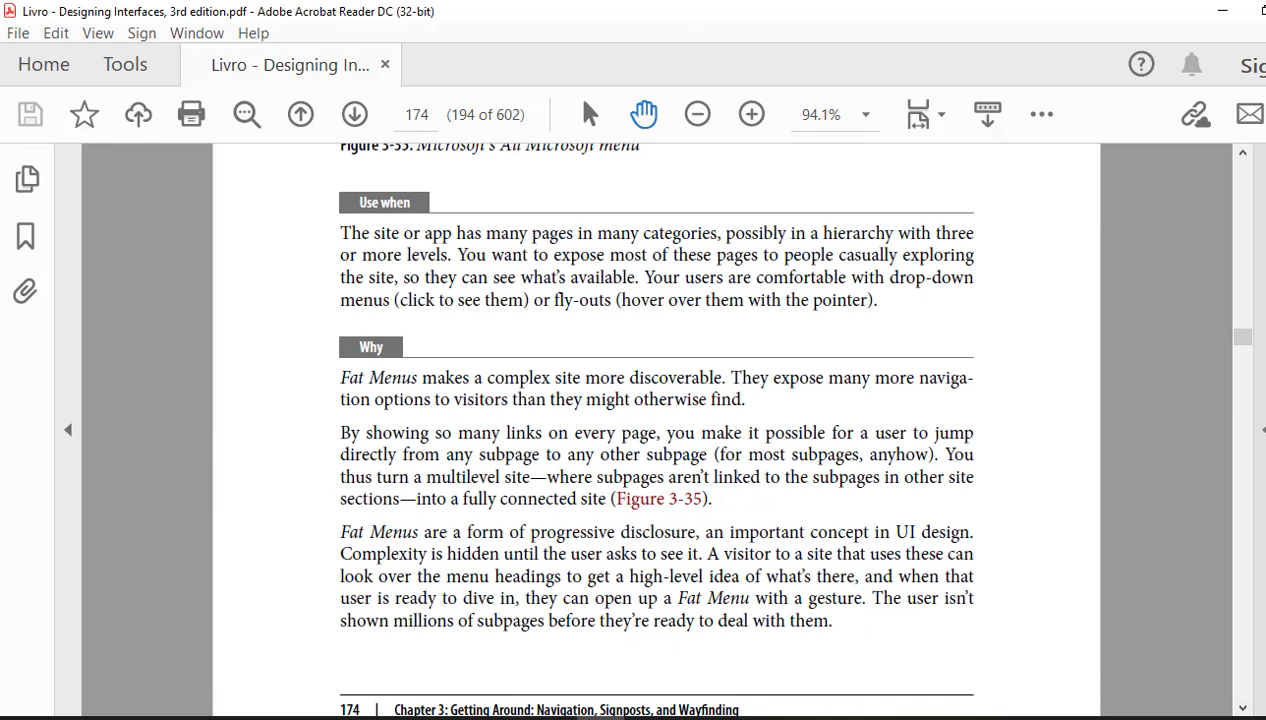 Livro - Designing Interfaces, 3rd edition.pdf - Adobe Acrobat Reader DC (32-bit)
File Edit View Sign Window Help
Home Tools Livro - Designing In... ×
174 (194 of 602) 94.1%
Figure 3-35. Microsoft's All Microsoft menu
Use when
The site or app has many pages in many categories, possibly in a hierarchy with three
or more levels. You want to expose most of these pages to people casually exploring
the site, so they can see what's available. Your users are comfortable with drop-down
menus (click to see them) or fly-outs (hover over them with the pointer).
Why
Fat Menus makes a complex site more discoverable. They expose many more naviga-
tion options to visitors than they might otherwise find.
By showing so many links on every page, you make it possible for a user to jump
directly from any subpage to any other subpage (for most subpages, anyhow). You
thus turn a multilevel site—where subpages aren't linked to the subpages in other site
sections—into a fully connected site (Figure 3-35).
Fat Menus are a form of progressive disclosure, an important concept in UI design.
Complexity is hidden until the user asks to see it. A visitor to a site that uses these can
look over the menu headings to get a high-level idea of what's there, and when that
user is ready to dive in, they can open up a Fat Menu with a gesture. The user isn't
shown millions of subpages before they're ready to deal with them.
174 | Chapter 3: Getting Around: Navigation, Signposts, and Wayfinding